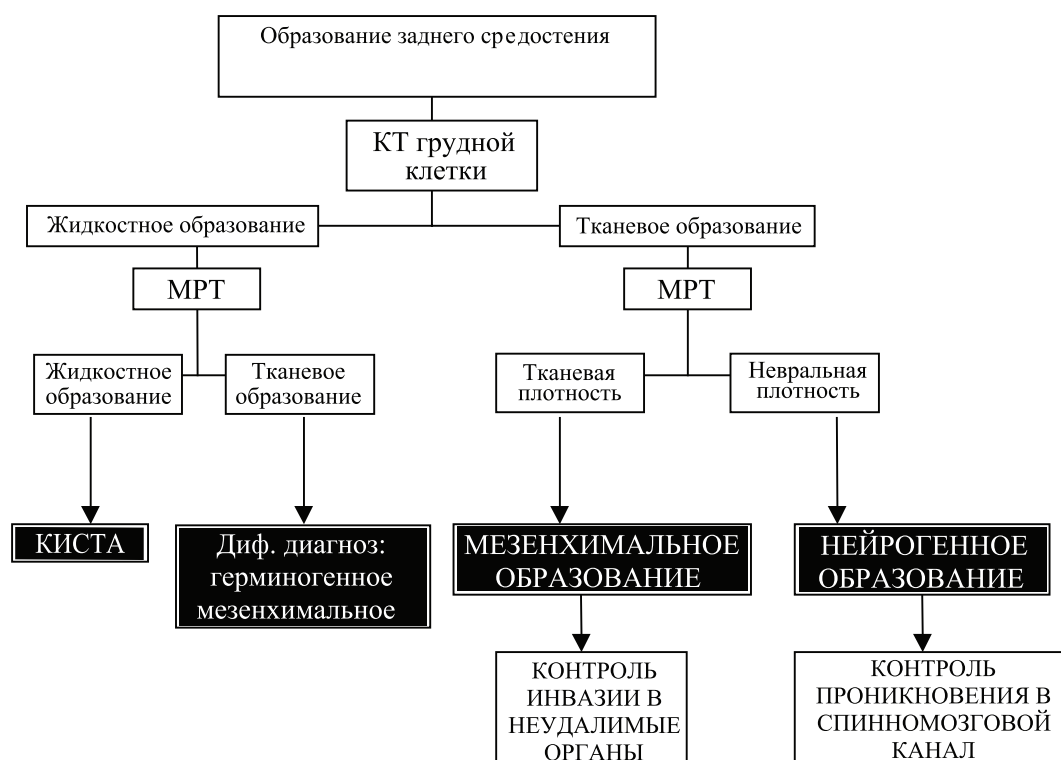 Образование заднего средостения
КТ грудной
клетки
Жидкостное образование
Тканевое образование
МРТ
МРТ
Жидкостное
образование
Тканевое
образование
Тканевая
плотность
Невральная
плотность
КИСТА
Диф. диагноз:
герминогенное
мезенхимальное
МЕЗЕНХИМАЛЬНОЕ
ОБРАЗОВАНИЕ
НЕЙРОГЕННОЕ
ОБРАЗОВАНИЕ
КОНТРОЛЬ
ИНВАЗИИ В
НЕУДАЛИМЫЕ
ОРГАНЫ
КОНТРОЛЬ
ПРОНИКНОВЕНИЯ В
СПИННОМОЗГОВОЙ
КАНАЛ